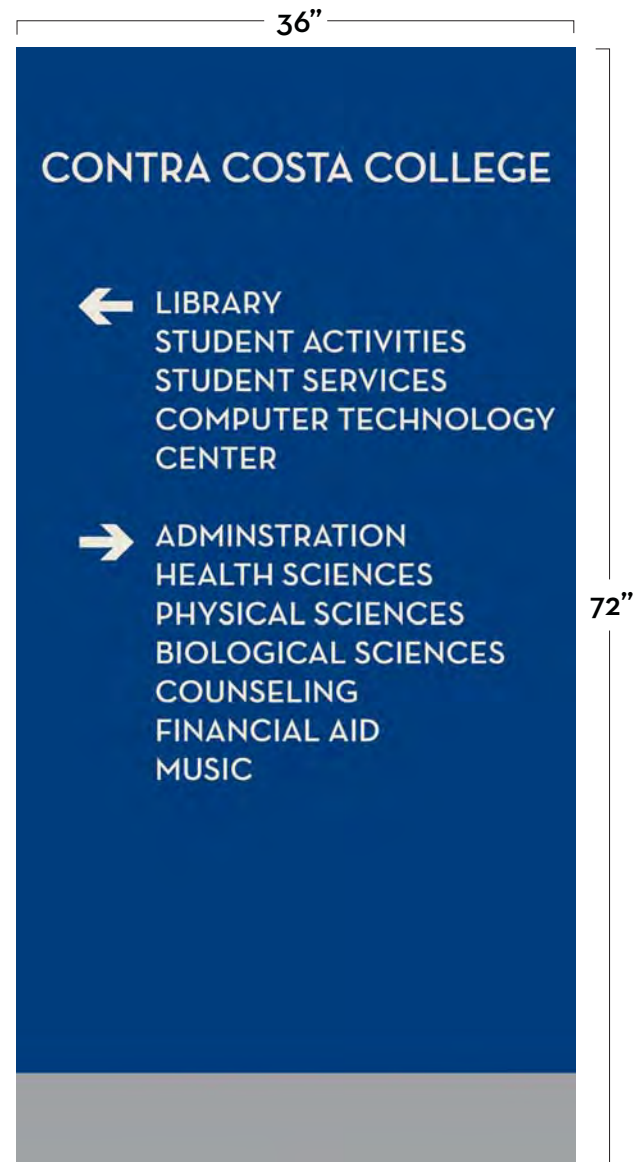 36”
CONTRA COSTA COLLEGE
LIBRARY
STUDENT ACTIVITIES
STUDENT SERVICES
COMPUTER TECHNOLOGY
CENTER
ADMINSTRATION
HEALTH SCIENCES
PHYSICAL SCIENCES
BIOLOGICAL SCIENCES
COUNSELING
FINANCIAL AID
MUSIC
72”